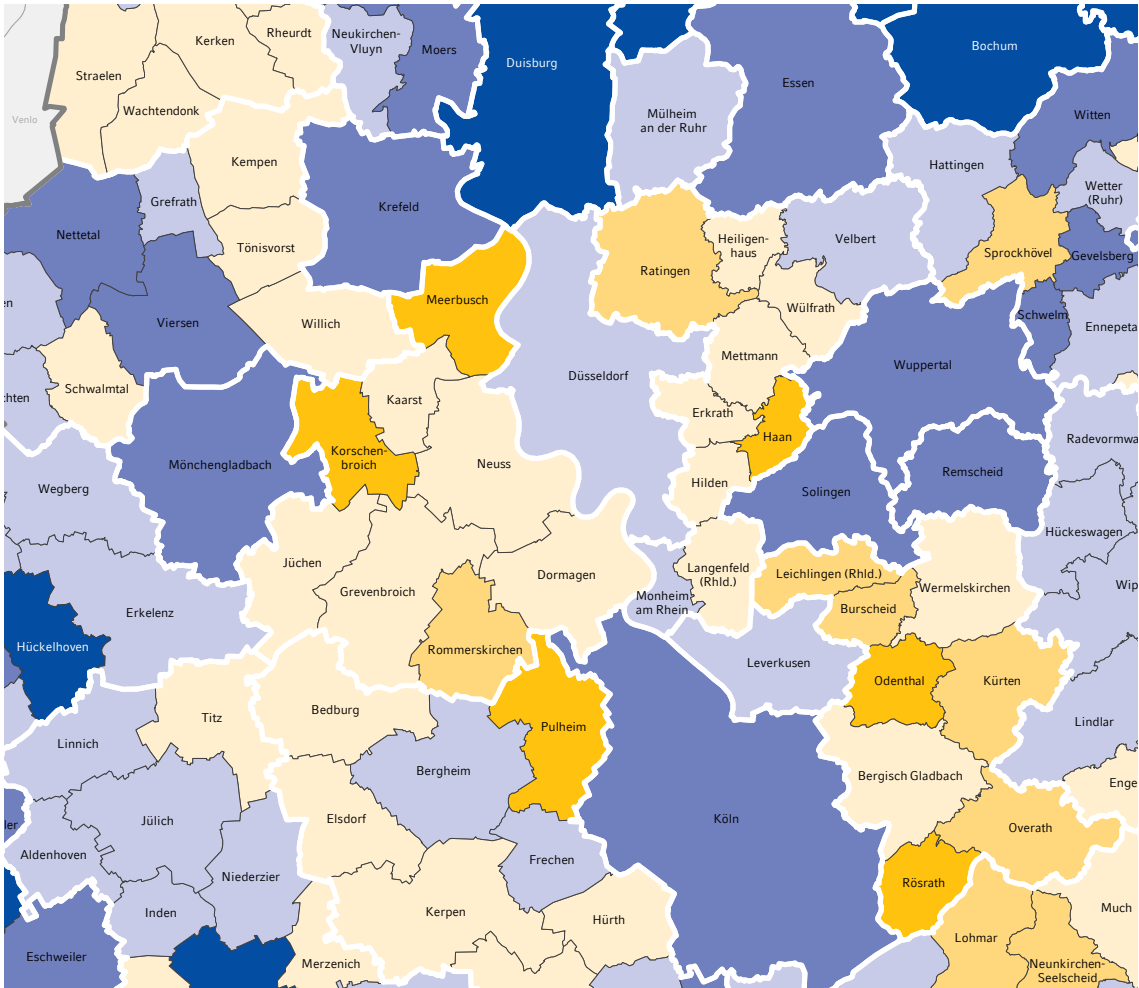 Kerken
Rheurdt
Neukirchen-
Vluyn
Moers
Duisburg
Bochum
Straelen
Essen
Wachtendonk
Venlo
Mülheim
an der Ruhr
Witten
Kempen
Hattingen
Wetter
(Ruhr)
Grefrath
Krefeld
Nettetal
Tönisvorst
Heiligen-
haus
Velbert
Sprockhövel
Gevelsberg
Ratingen
en
Meerbusch
Wülfrath
Viersen
Willich
Schwelm
Ennepeta
Mettmann
Wuppertal
Düsseldorf
Schwalmtal
chten
Kaarst
Erkrath
Haan
Radevormwa
Korschen-
broich
Mönchengladbach
Neuss
Remscheid
Wegberg
Hilden
Solingen
Hückeswagen
Jüchen
Dormagen
Langenfeld
(Rhld.)
Leichlingen (Rhld.)
Wermelskirchen
Wip
Grevenbroich
Monheim
am Rhein
Burscheid
Erkelenz
Hückelhoven
Rommerskirchen
Leverkusen
Odenthal
Kürten
Bedburg
Titz
Pulheim
Lindlar
Linnich
Bergheim
Bergisch Gladbach
Enge
Jülich
Elsdorf
Köln
Overath
ler
Aldenhoven
Frechen
Niederzier
Rösrath
Inden
Kerpen
Hürth
Much
Lohmar
Eschweiler
Merzenich
Neunkirchen-
Seelscheid